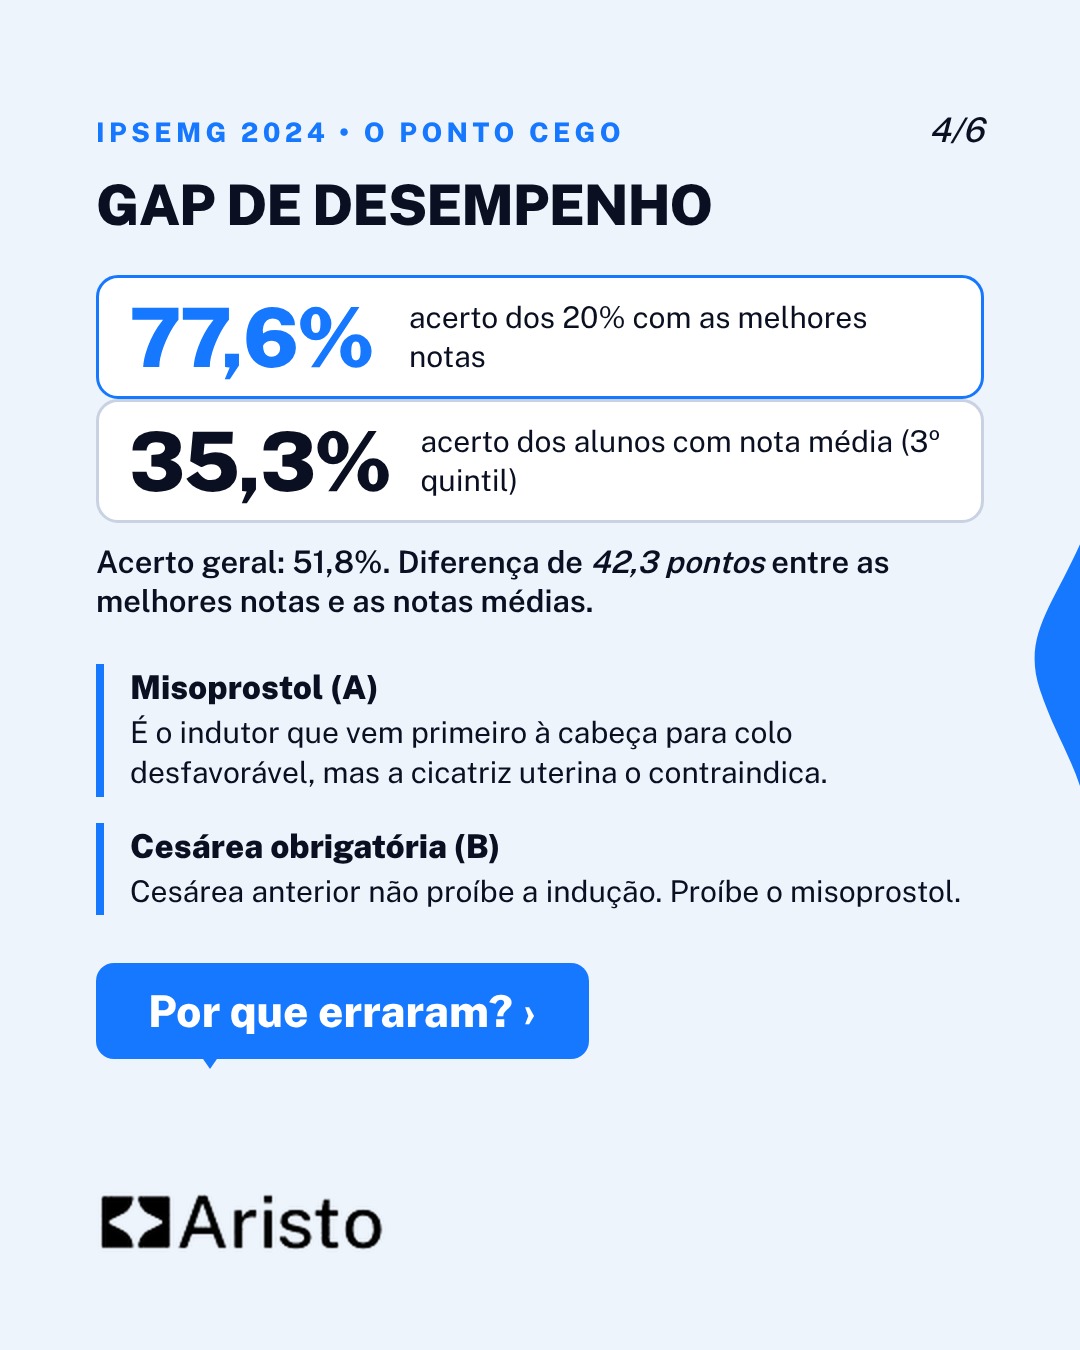 IPSEMG 2024 • O PONTO CEGO
4/6
GAP DE DESEMPENHO
77,6%
acerto dos 20% com as melhores
notas
35,3%
acerto dos alunos com nota média (3º
quintil)
Acerto geral: 51,8%. Diferença de 42,3 pontos entre as
melhores notas e as notas médias.
Misoprostol (A)
É o indutor que vem primeiro à cabeça para colo
desfavorável, mas a cicatriz uterina o contraindica.
Cesárea obrigatória (B)
Cesárea anterior não proíbe a indução. Proíbe o misoprostol.
Por que erraram? ›
Aristo